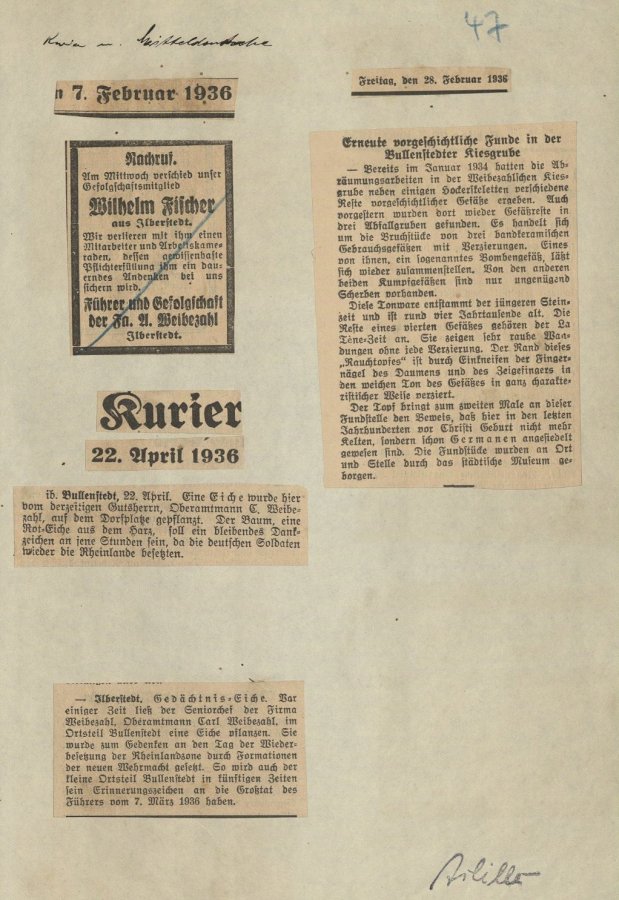 Kurier u. Mitteldeutsche
47
n 7. Februar 1936
Nachruf.
Am Mittwoch verschied unser
Gefolgschaftsmitglied
Wilhelm Fischer
aus Ilberstedt.
Wir verlieren mit ihm einen
Mitarbeiter und Arbeitskame-
raden, dessen gewissenhafte
Pflichterfüllung ihm ein dau-
erndes Andenken bei uns
sichern wird.
Führer und Gefolgschaft
der Fa. A. Weibezahl
Ilberstedt.
Kurier
22. April 1936
ib. Bullenstedt, 22. April. Eine Eiche wurde hier
vom derzeitigen Gutsherrn, Oberamtmann C. Weibe-
zahl, auf dem Dorfplatze gepflanzt. Der Baum, eine
Rot-Eiche aus dem Harz, soll ein bleibendes Dank-
zeichen an jene Stunden sein, da die deutschen Soldaten
wieder die Rheinlande besetzten.
— Ilberstedt. Gedächtnis-Eiche. Vor
einiger Zeit ließ der Seniorchef der Firma
Weibezahl, Oberamtmann Carl Weibezahl, im
Ortsteil Bullenstedt eine Eiche pflanzen. Sie
wurde zum Gedenken an den Tag der Wieder-
besetzung der Rheinlandzone durch Formationen
der neuen Wehrmacht gesetzt. So wird auch der
kleine Ortsteil Bullenstedt in künftigen Zeiten
sein Erinnerungszeichen an die Großtat des
Führers vom 7. März 1936 haben.
Freitag, den 28. Februar 1936
Erneute vorgeschichtliche Funde in der
Bullenstedter Kiesgrube
— Bereits im Januar 1934 hatten die Ab-
räumungsarbeiten in der Weibezahlschen Kies-
grube neben einigen Hockerskeletten verschiedene
Reste vorgeschichtlicher Gefäße ergeben. Auch
vorgestern wurden dort wieder Gefäßreste in
drei Abfallgruben gefunden. Es handelt sich
um die Bruchstücke von drei bandkeramischen
Gebrauchsgefäßen mit Verzierungen. Eines
von ihnen, ein sogenanntes Bombengefäß, läßt
sich wieder zusammenstellen. Von den anderen
beiden Kumpfgefäßen sind nur ungenügend
Scherben vorhanden.
Diese Tonware entstammt der jüngeren Stein-
zeit und ist rund vier Jahrtausende alt. Die
Reste eines vierten Gefäßes gehören der La
Tène-Zeit an. Sie zeigen sehr rauhe Wan-
dungen ohne jede Verzierung. Der Rand dieses
„Rauchtopfes“ ist durch Einkneifen der Finger-
nägel des Daumens und des Zeigefingers in
den weichen Ton des Gefäßes in ganz charakte-
ristischer Weise verziert.
Der Topf bringt zum zweiten Male an dieser
Fundstelle den Beweis, daß hier in den letzten
Jahrhunderten vor Christi Geburt nicht mehr
Kelten, sondern schon Germanen angesiedelt
gewesen sind. Die Fundstücke wurden an Ort
und Stelle durch das städtische Museum ge-
borgen.